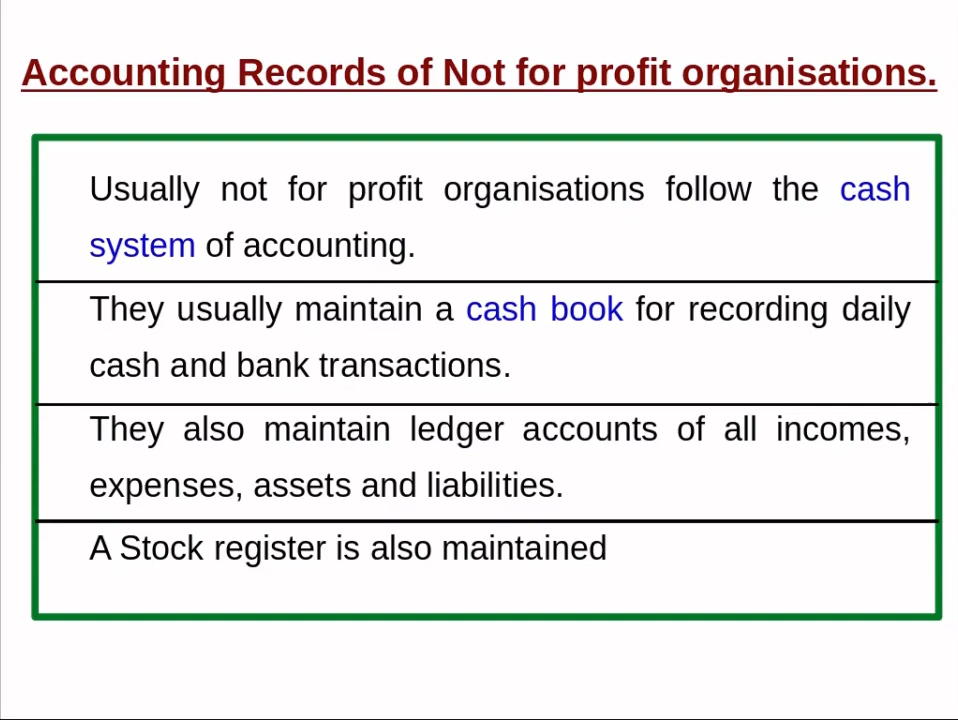 Accounting Records of Not for profit organisations.
Usually not for profit organisations follow the cash
system of accounting.
They usually maintain a cash book for recording daily
cash and bank transactions.
They also maintain ledger accounts of all incomes,
expenses, assets and liabilities.
A Stock register is also maintained